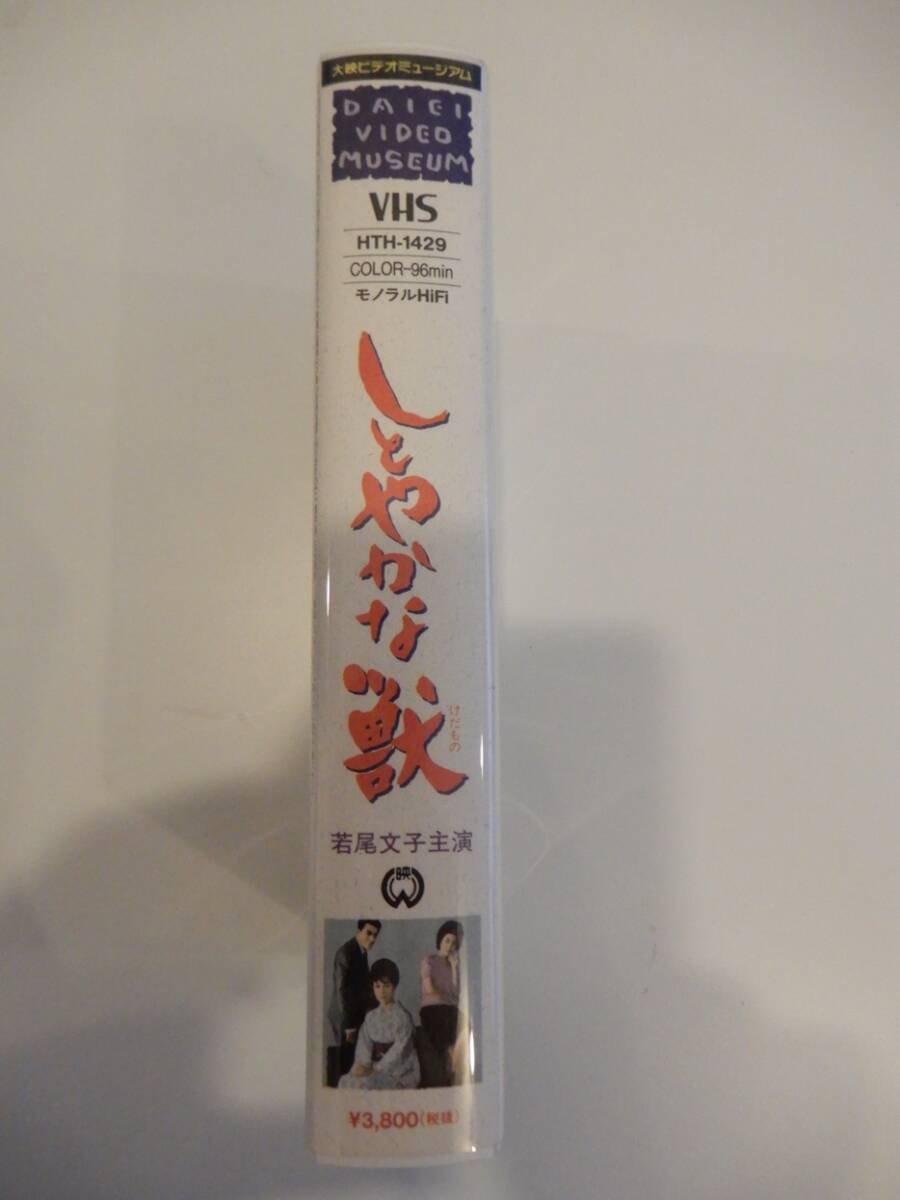 大映ビデオミュージアム
DAIEI
VIDEO
MUSEUM
VHS
HTH-1429
COLOR-96min
モノラルHiFi
しとやかな獣
けだもの
若尾文子主演
映
¥3,800(税抜)